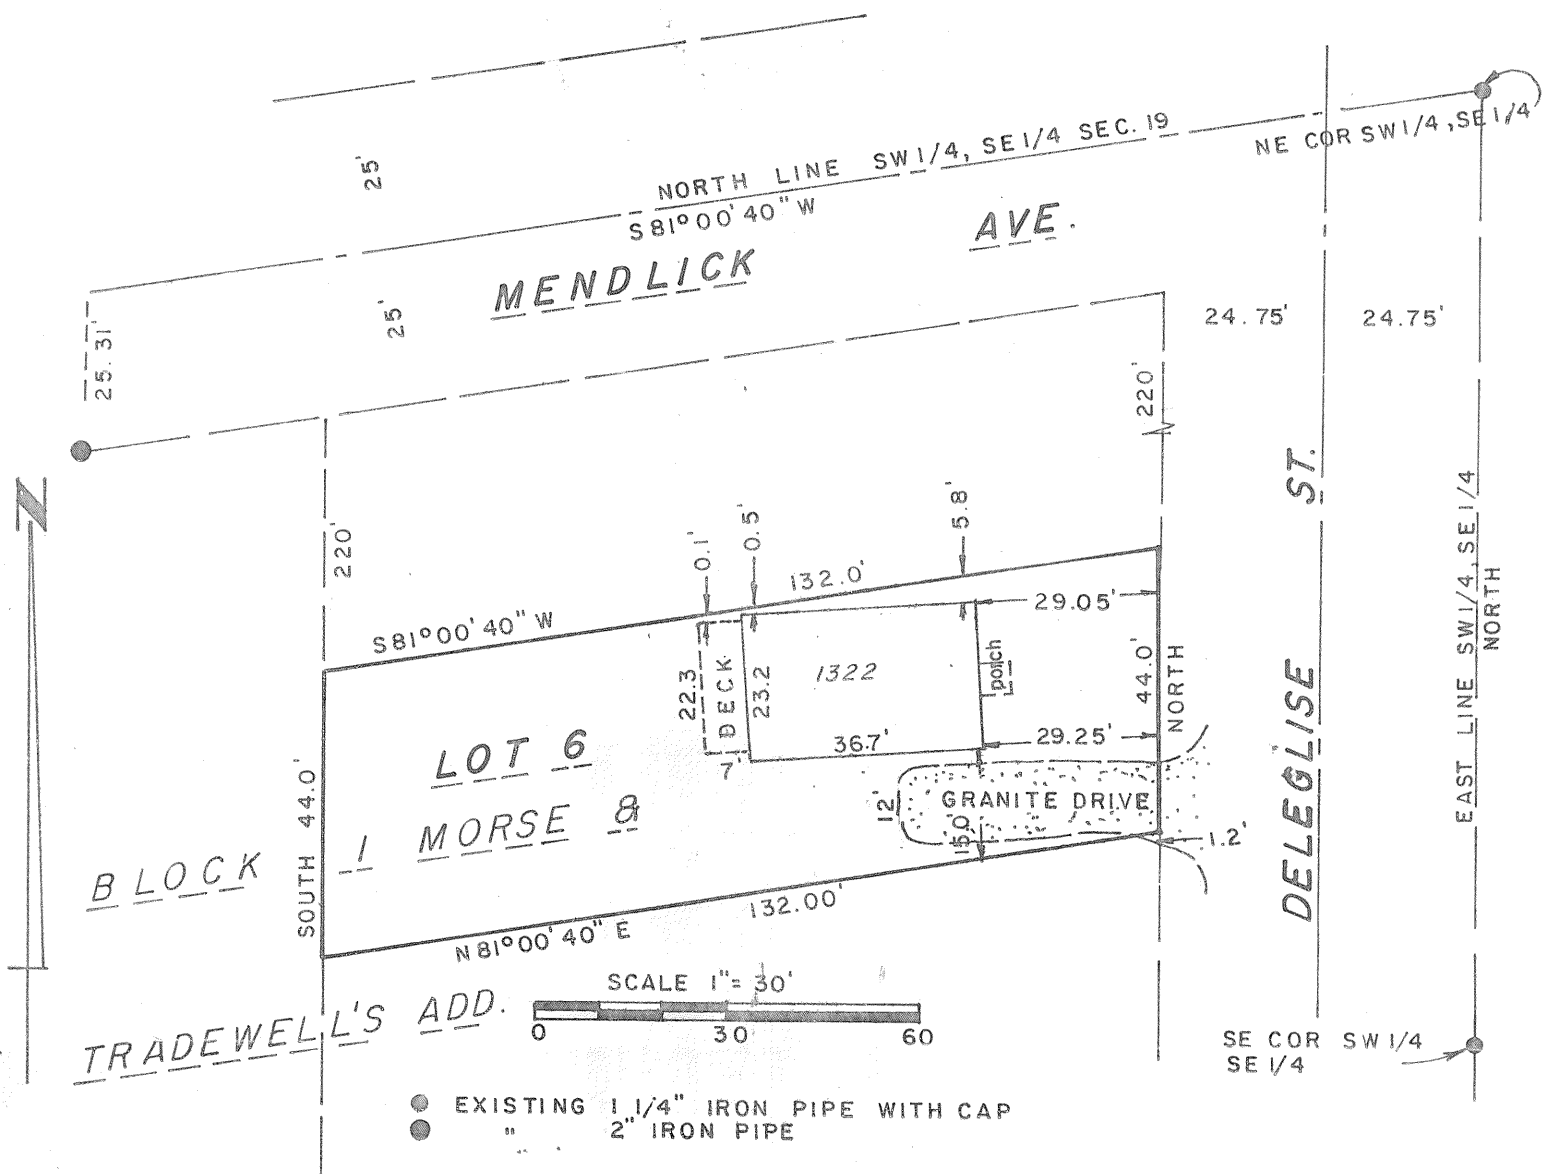 25'
NORTH LINE SW1/4, SE1/4 SEC. 19
S81°00'40" W
NE COR SW1/4, SE1/4
MENDLICK AVE.
25.31'
25'
24.75'
24.75'
220'
220'
N
0.1'
0.5'
5.8'
132.0'
S81°00'40" W
29.05'
44.0'
NORTH
DELEGLISE ST.
EAST LINE SW1/4, SE1/4
NORTH
22.3
DECK
23.2
1322
porch
36.7'
29.25'
7'
LOT 6
12'
GRANITE DRIVE
15.0
1.2'
SOUTH 44.0'
BLOCK 1 MORSE &
132.00'
N81°00'40" E
TRADEWELL'S ADD.
SCALE 1"= 30'
0 30 60
SE COR SW1/4
SE 1/4
EXISTING 1 1/4" IRON PIPE WITH CAP
" 2" IRON PIPE